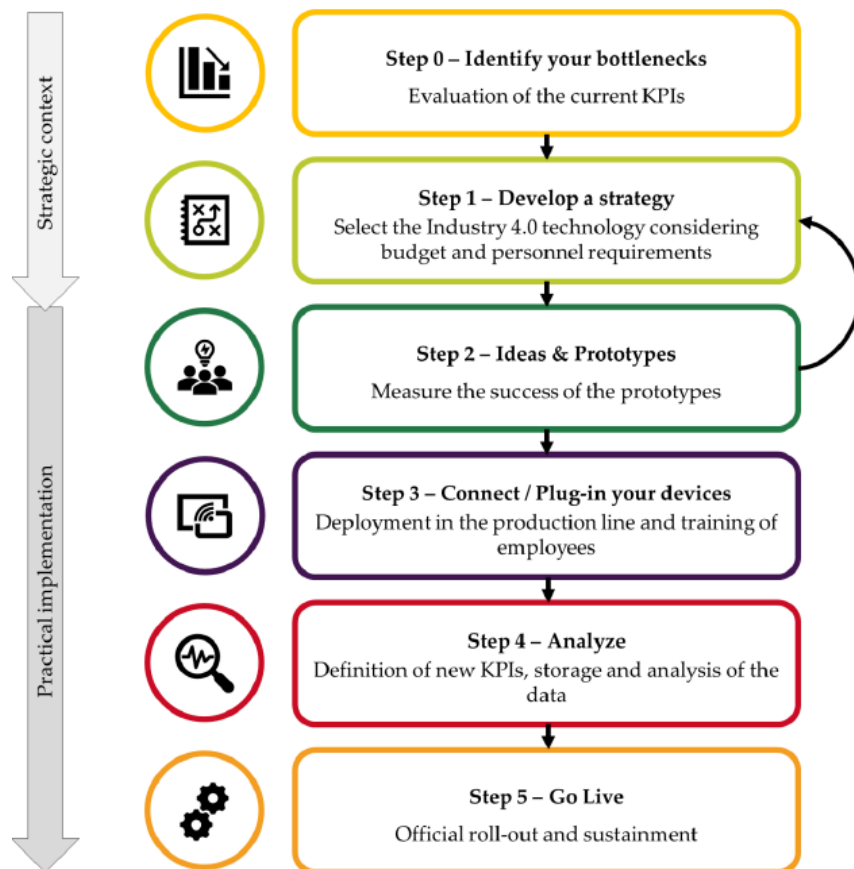 Strategic context
Step 0 – Identify your bottlenecks
Evaluation of the current KPIs
Step 1 – Develop a strategy
Select the Industry 4.0 technology considering
budget and personnel requirements
Practical implementation
Step 2 – Ideas & Prototypes
Measure the success of the prototypes
Step 3 – Connect / Plug-in your devices
Deployment in the production line and training of
employees
Step 4 – Analyze
Definition of new KPIs, storage and analysis of the
data
Step 5 – Go Live
Official roll-out and sustainment